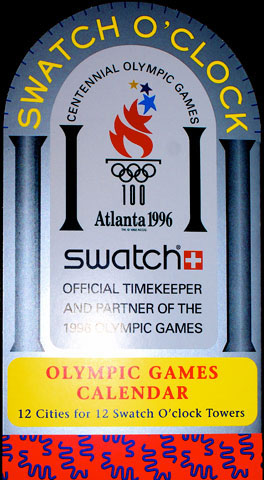 SWATCH O'CLOCK
CENTENNIAL OLYMPIC GAMES
100
Atlanta 1996
swatch
OFFICIAL TIMEKEEPER
AND PARTNER OF THE
1996 OLYMPIC GAMES
OLYMPIC GAMES
CALENDAR
12 Cities for 12 Swatch O'clock Towers